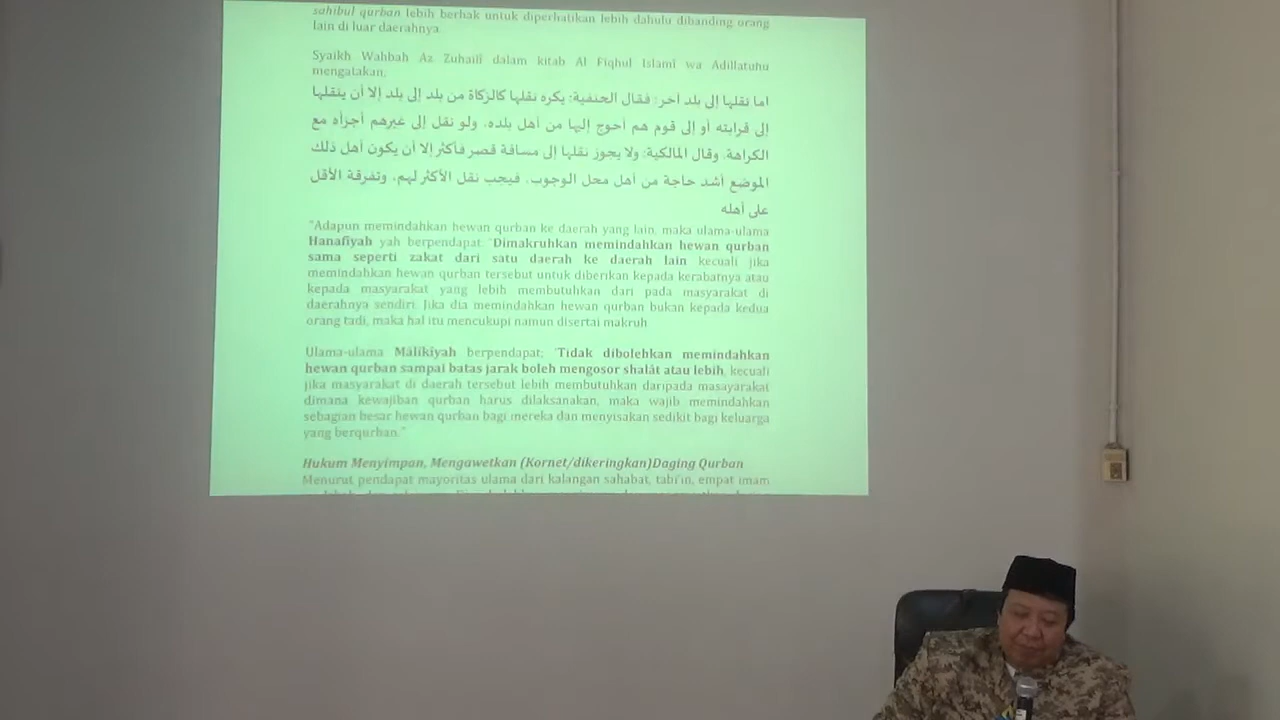 sahibul qurban lebih berhak untuk diperhatikan lebih dahulu dibanding orang
lain di luar daerahnya.
Syaikh Wahbah Az Zuhailî dalam kitab Al Fiqhul Islamî wa Adillatuhu
mengatakan;
اما نقلها إلى بلد آخر: فقال الحنفية: يكره نقلها كالزكاة من بلد إلى بلد إلا أن ينقلها
إلى قرابته أو إلى قوم هم أحوج إليها من أهل بلده، ولو نقل إلى غيرهم أجزأه مع
الكراهة. وقال المالكية: ولا يجوز نقلها إلى مسافة قصر فأكثر إلا أن يكون أهل ذلك
الموضع أشد حاجة من أهل محل الوجوب، فيجب نقل الأكثر لهم، وتفرقة الأقل
على أهله
"Adapun memindahkan hewan qurban ke daerah yang lain, maka ulama-ulama
Hanafiyah yah berpendapat: 'Dimakruhkan memindahkan hewan qurban
sama seperti zakat dari satu daerah ke daerah lain kecuali jika
memindahkan hewan qurban tersebut untuk diberikan kepada kerabatnya atau
kepada masyarakat yang lebih membutuhkan dari pada masyarakat di
daerahnya sendiri. Jika dia memindahkan hewan qurban bukan kepada kedua
orang tadi, maka hal itu mencukupi namun disertai makruh
Ulama-ulama Mâlikîyah berpendapat; 'Tidak dibolehkan memindahkan
hewan qurban sampai batas jarak boleh mengosor shalât atau lebih, kecuali
jika masyarakat di daerah tersebut lebih membutuhkan daripada masayarakat
dimana kewajiban qurban harus dilaksanakan, maka wajib memindahkan
sebagian besar hewan qurban bagi mereka dan menyisakan sedikit bagi keluarga
yang berqurban."
Hukum Menyimpan, Mengawetkan (Kornet/dikeringkan)Daging Qurban
Menurut pendapat mayoritas ulama dari kalangan sahabat, tabi'in, empat imam